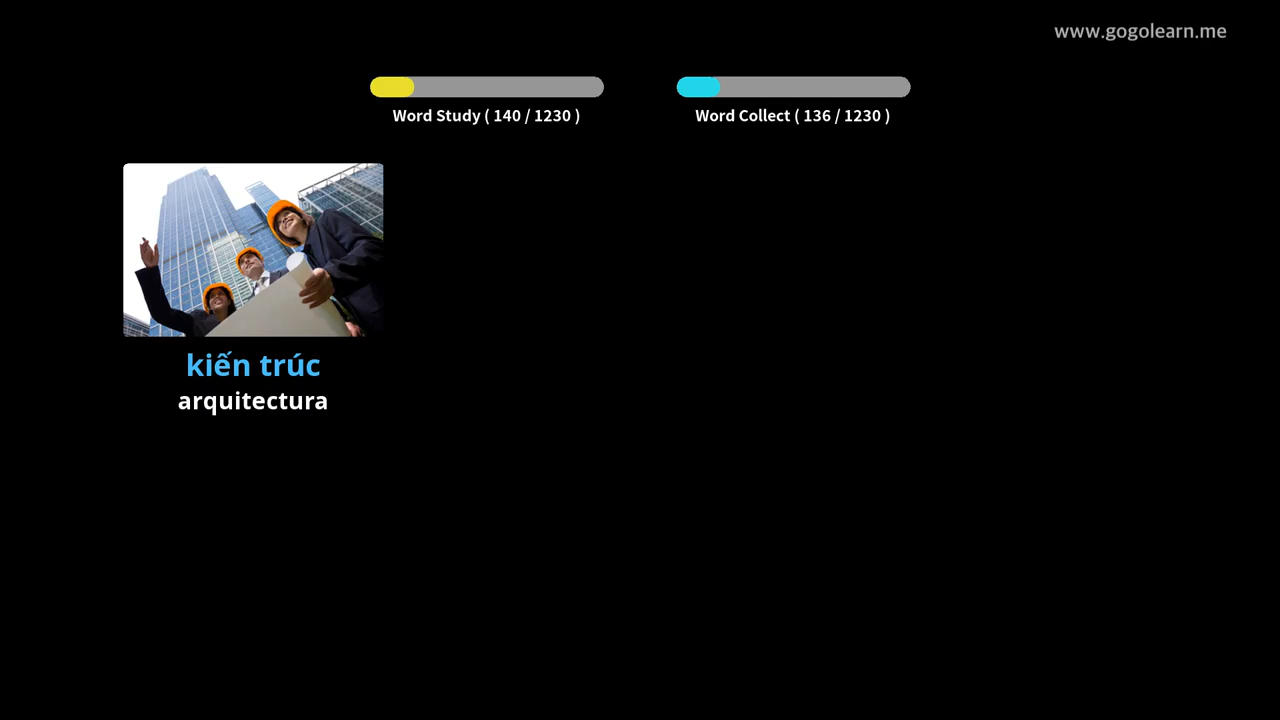 www.gogolearn.me
Word Study ( 140 / 1230 )
Word Collect ( 136 / 1230 )
kiến trúc
arquitectura